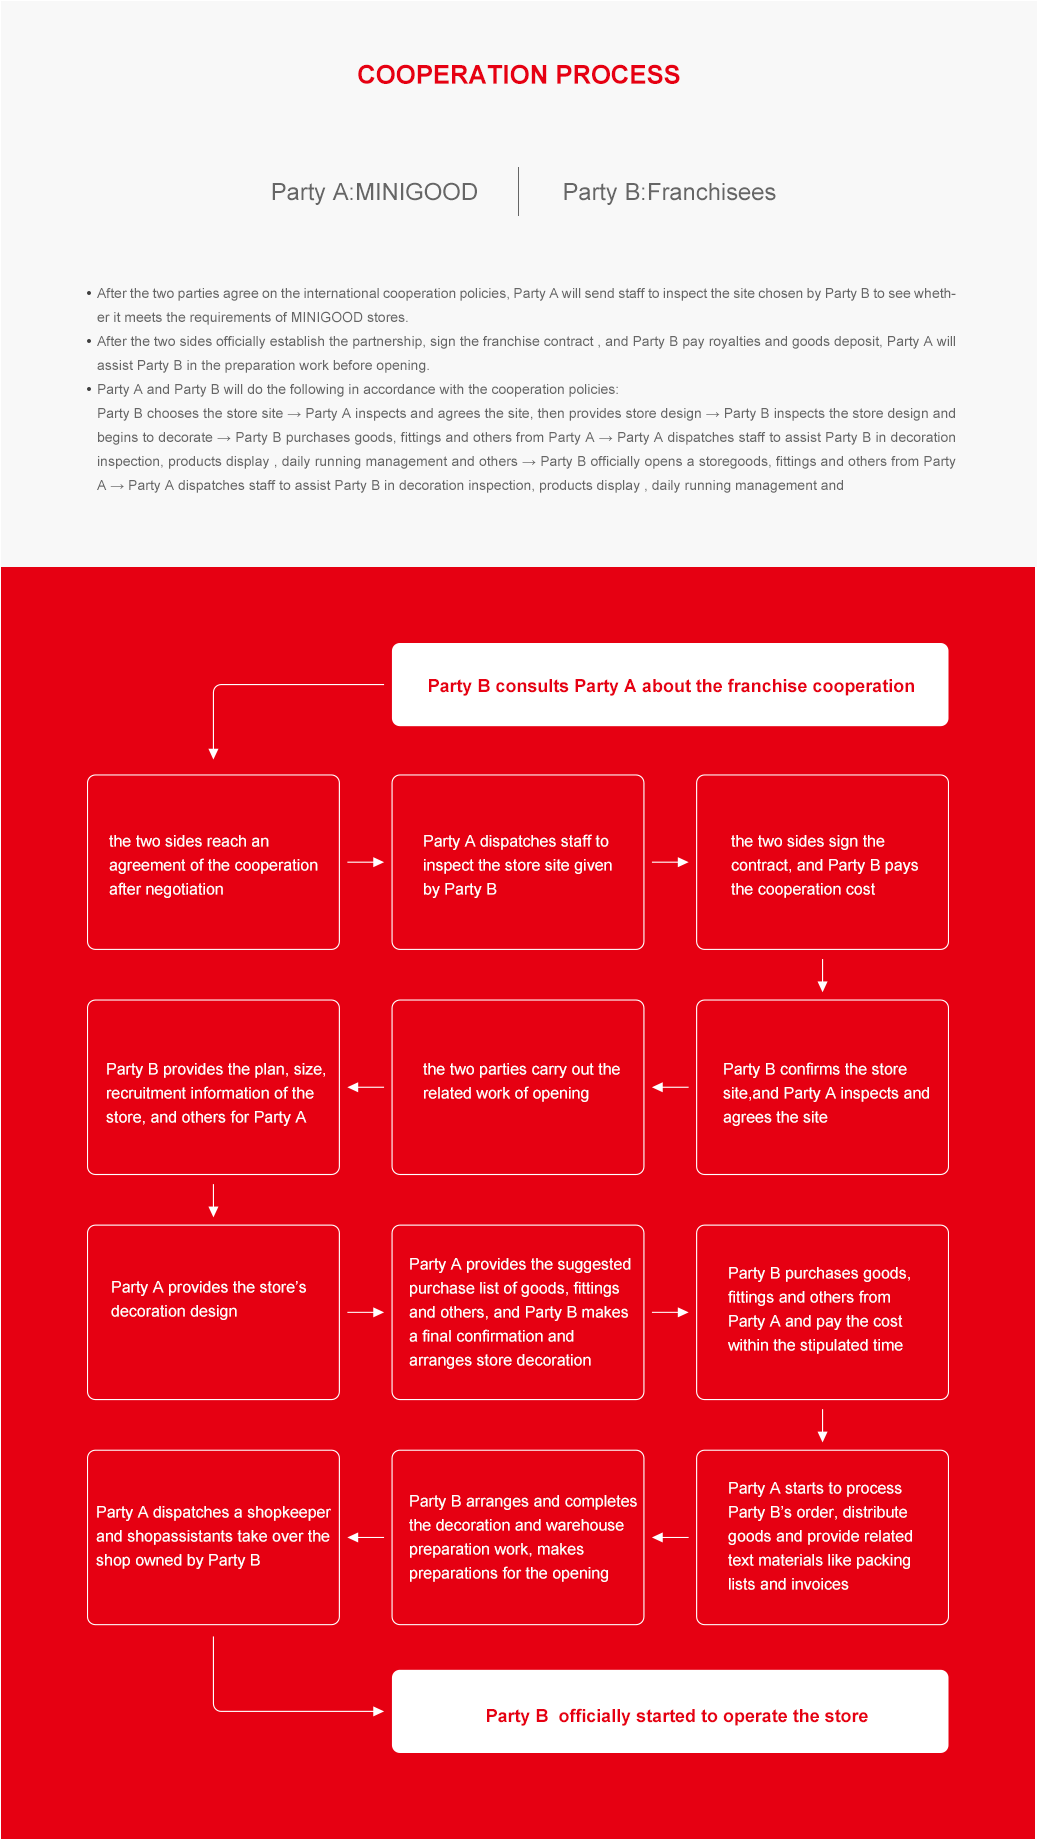 COOPERATION PROCESS
Party A:MINIGOOD
Party B:Franchisees
• After the two parties agree on the international cooperation policies, Party A will send staff to inspect the site chosen by Party B to see wheth-
er it meets the requirements of MINIGOOD stores.
• After the two sides officially establish the partnership, sign the franchise contract , and Party B pay royalties and goods deposit, Party A will
assist Party B in the preparation work before opening.
• Party A and Party B will do the following in accordance with the cooperation policies:
Party B chooses the store site → Party A inspects and agrees the site, then provides store design → Party B inspects the store design and
begins to decorate → Party B purchases goods, fittings and others from Party A → Party A dispatches staff to assist Party B in decoration
inspection, products display , daily running management and others → Party B officially opens a storegoods, fittings and others from Party
A → Party A dispatches staff to assist Party B in decoration inspection, products display , daily running management and
Party B consults Party A about the franchise cooperation
the two sides reach an
agreement of the cooperation
after negotiation
Party A dispatches staff to
inspect the store site given
by Party B
the two sides sign the
contract, and Party B pays
the cooperation cost
Party B confirms the store
site,and Party A inspects and
agrees the site
the two parties carry out the
related work of opening
Party B provides the plan, size,
recruitment information of the
store, and others for Party A
Party A provides the store’s
decoration design
Party A provides the suggested
purchase list of goods, fittings
and others, and Party B makes
a final confirmation and
arranges store decoration
Party B purchases goods,
fittings and others from
Party A and pay the cost
within the stipulated time
Party A starts to process
Party B’s order, distribute
goods and provide related
text materials like packing
lists and invoices
Party B arranges and completes
the decoration and warehouse
preparation work, makes
preparations for the opening
Party A dispatches a shopkeeper
and shopassistants take over the
shop owned by Party B
Party B officially started to operate the store